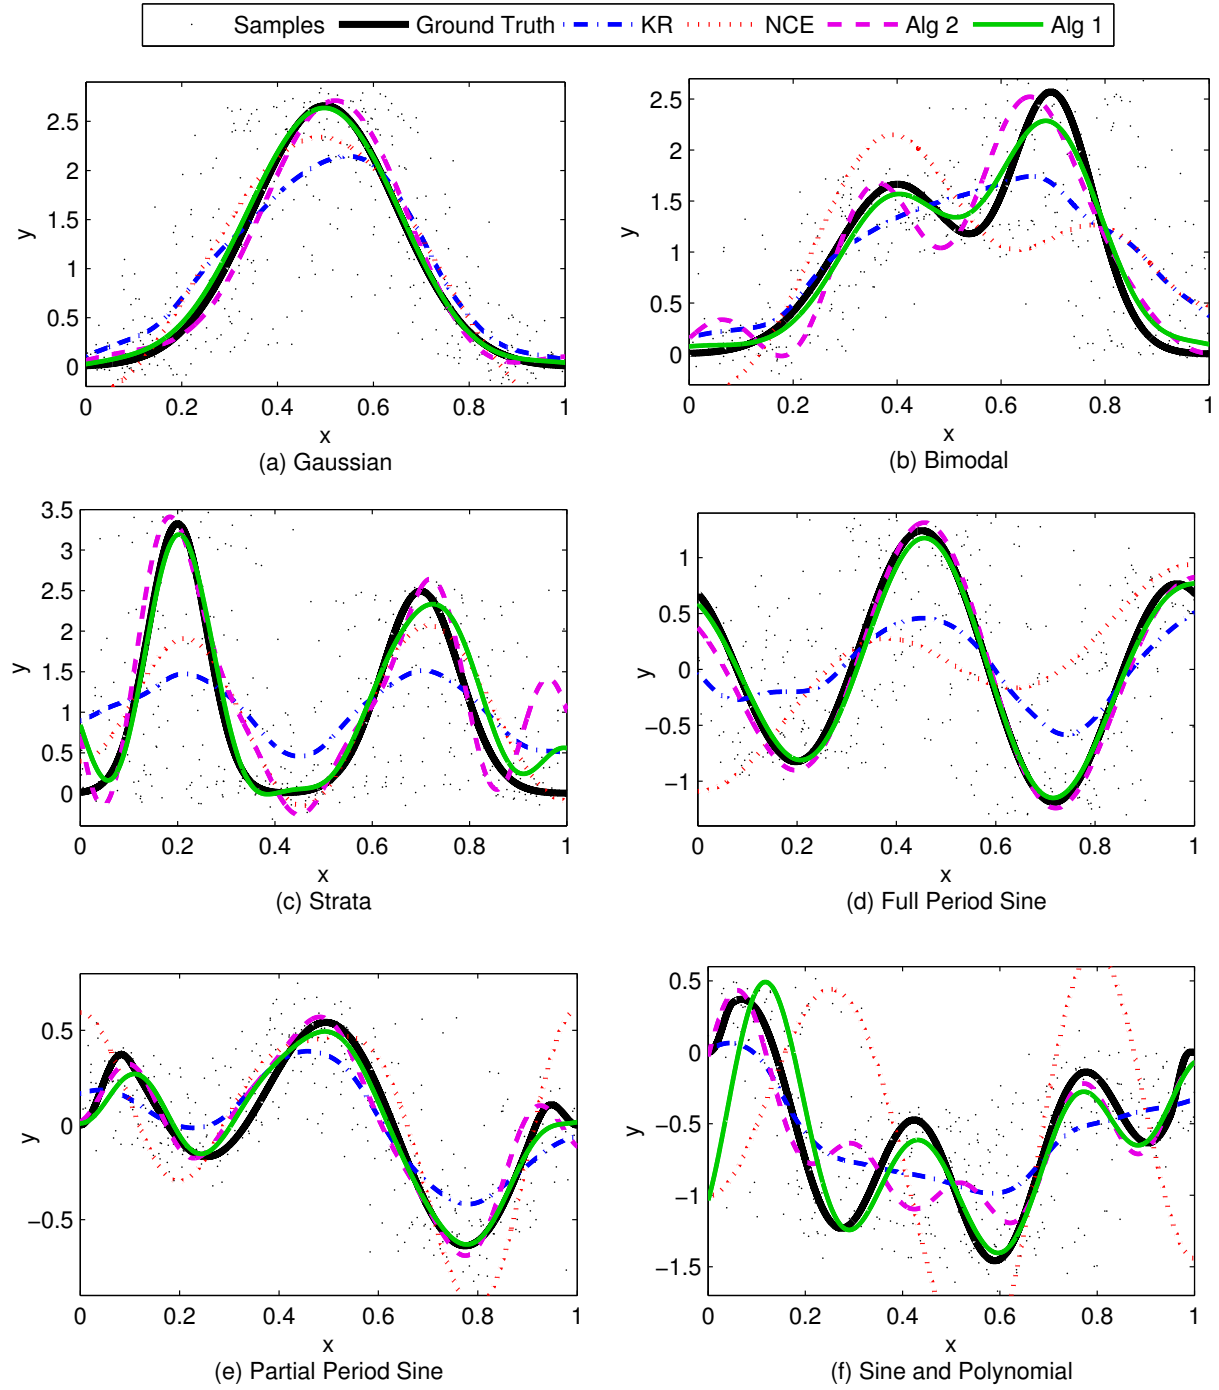 Samples Ground Truth KR NCE Alg 2 Alg 1
2.5
2
1.5
1
0.5
0
y
0 0.2 0.4 0.6 0.8 1
x
(a) Gaussian
2.5
2
1.5
1
0.5
0
y
0 0.2 0.4 0.6 0.8 1
x
(b) Bimodal
3.5
3
2.5
2
1.5
1
0.5
0
y
0 0.2 0.4 0.6 0.8 1
x
(c) Strata
1
0.5
0
−0.5
−1
y
0 0.2 0.4 0.6 0.8 1
x
(d) Full Period Sine
0.5
0
−0.5
y
0 0.2 0.4 0.6 0.8 1
x
(e) Partial Period Sine
0.5
0
−0.5
−1
−1.5
y
0 0.2 0.4 0.6 0.8 1
x
(f) Sine and Polynomial